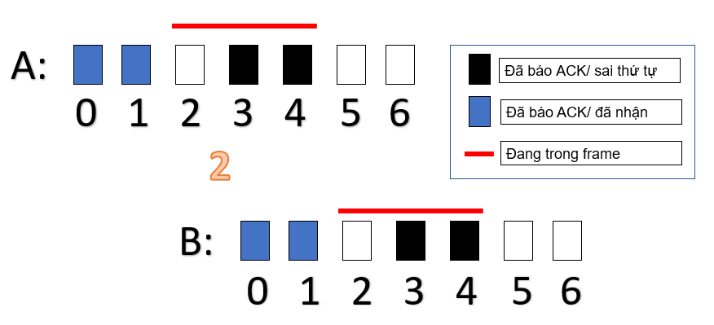 A:
0 1 2 3 4 5 6
Đã báo ACK/ sai thứ tự
Đã báo ACK/ đã nhận
Đang trong frame
2
B:
0 1 2 3 4 5 6